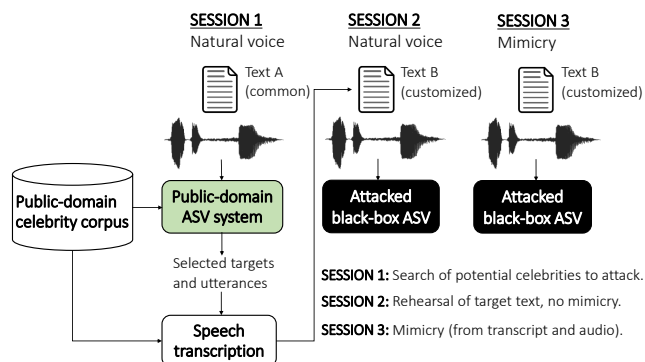 SESSION 1
Natural voice
Text A
(common)
SESSION 2
Natural voice
Text B
(customized)
SESSION 3
Mimicry
Text B
(customized)
Public-domain
celebrity corpus
Public-domain
ASV system
Attacked
black-box ASV
Attacked
black-box ASV
Selected targets
and utterances
Speech
transcription
SESSION 1: Search of potential celebrities to attack.
SESSION 2: Rehearsal of target text, no mimicry.
SESSION 3: Mimicry (from transcript and audio).